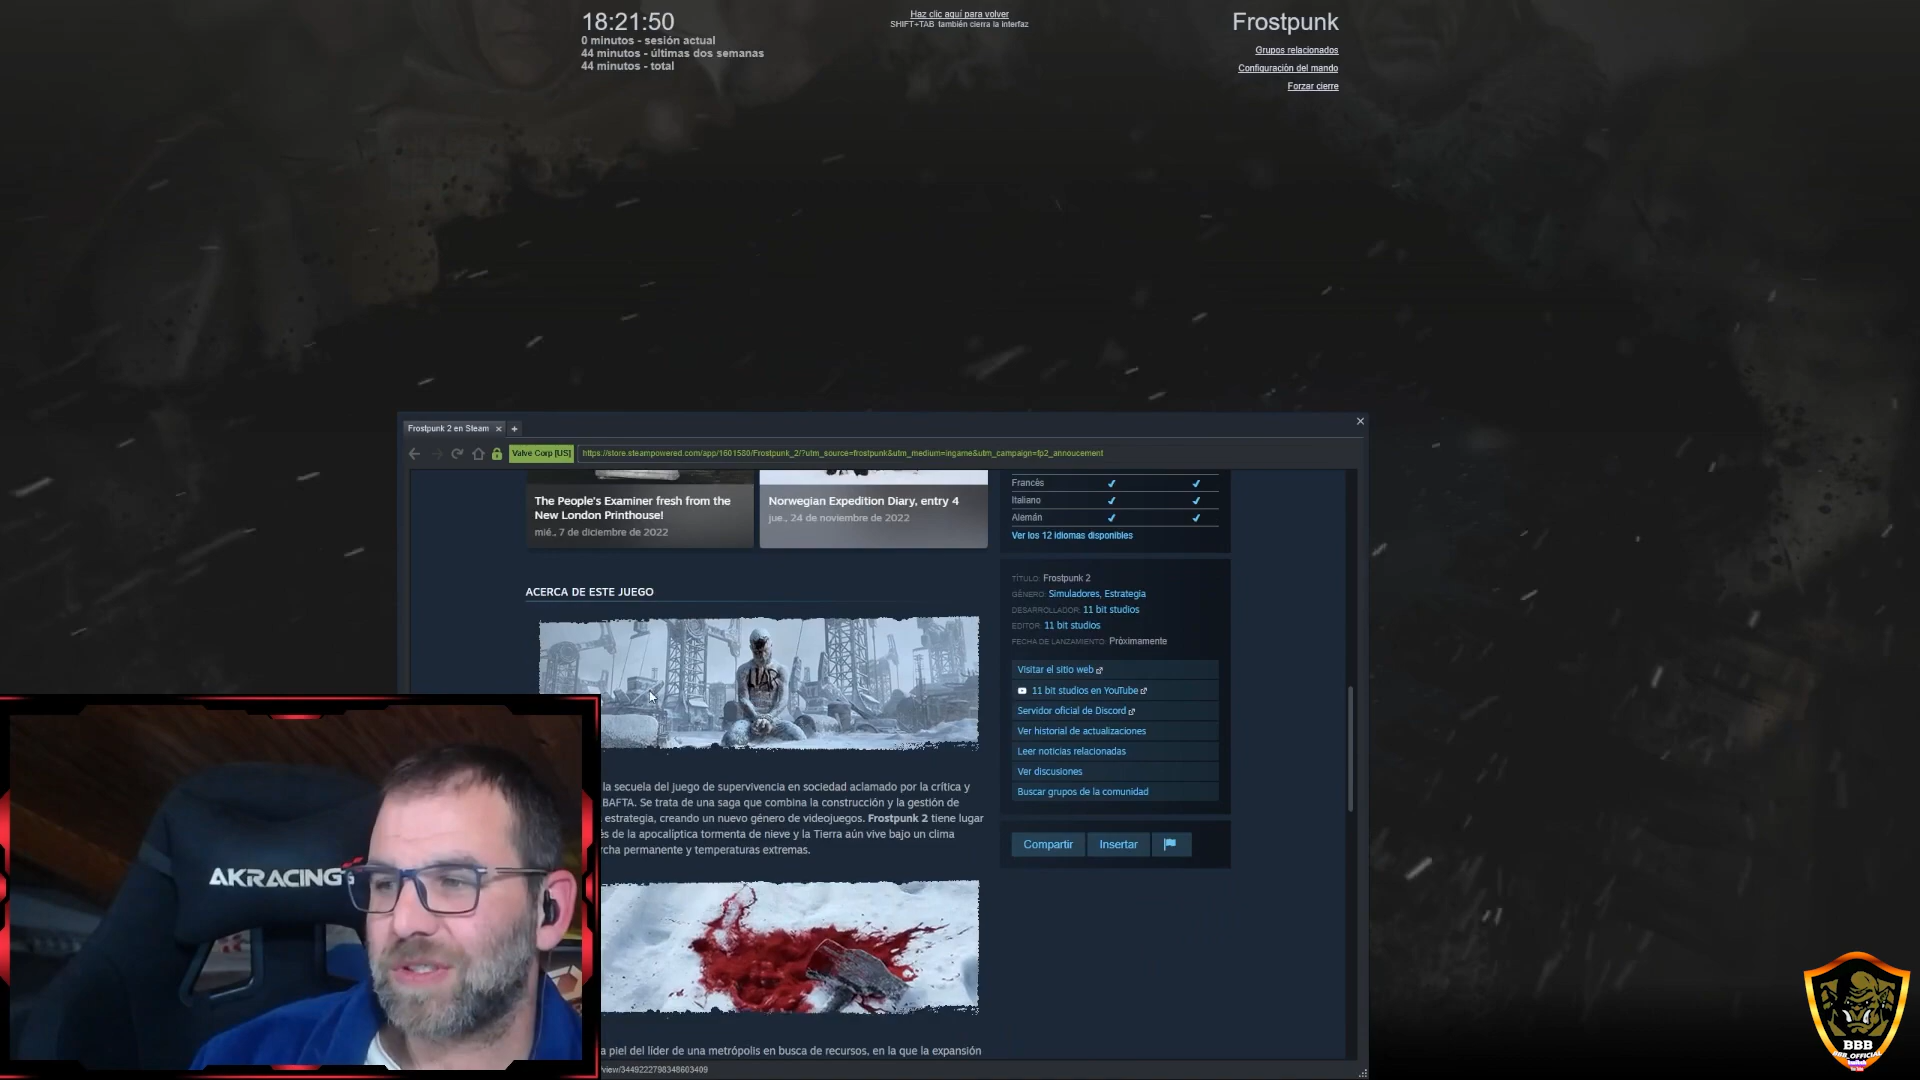 18:21:50
0 minutos - sesión actual
44 minutos - últimas dos semanas
44 minutos - total
Haz clic aquí para volver
SHIFT+TAB también cierra la interfaz
Frostpunk
Grupos relacionados
Configuración del mando
Forzar cierre
Frostpunk 2 en Steam
Valve Corp [US]
https://store.steampowered.com/app/1601580/Frostpunk_2/?utm_source=frostpunk&utm_medium=ingame&utm_campaign=fp2_annoucement
The People's Examiner fresh from the
New London Printhouse!
mié., 7 de diciembre de 2022
Norwegian Expedition Diary, entry 4
jue., 24 de noviembre de 2022
Francés
Italiano
Alemán
Ver los 12 idiomas disponibles
ACERCA DE ESTE JUEGO
LIAR
la secuela del juego de supervivencia en sociedad aclamado por la crítica y
BAFTA. Se trata de una saga que combina la construcción y la gestión de
estrategia, creando un nuevo género de videojuegos. Frostpunk 2 tiene lugar
és de la apocalíptica tormenta de nieve y la Tierra aún vive bajo un clima
rcha permanente y temperaturas extremas.
a piel del líder de una metrópolis en busca de recursos, en la que la expansión
TÍTULO: Frostpunk 2
GÉNERO: Simuladores, Estrategia
DESARROLLADOR: 11 bit studios
EDITOR: 11 bit studios
FECHA DE LANZAMIENTO: Próximamente
Visitar el sitio web
11 bit studios en YouTube
Servidor oficial de Discord
Ver historial de actualizaciones
Leer noticias relacionadas
Ver discusiones
Buscar grupos de la comunidad
Compartir
Insertar
/view/3449222798348603409
AKRACING
BBB
BBB_OFFICIAL